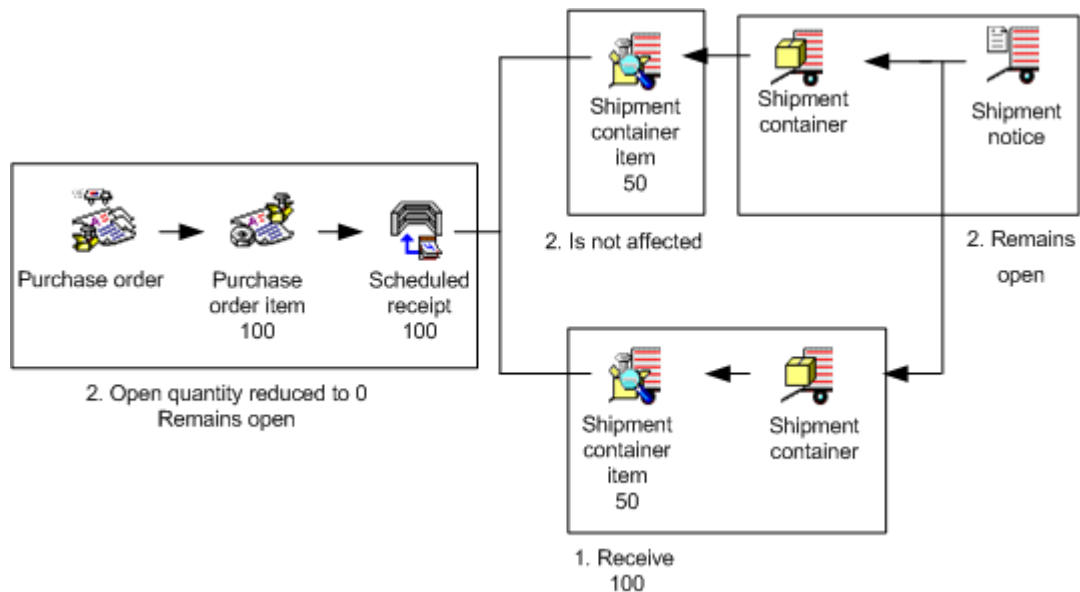 Shipment
container
item
50
Shipment
container
Shipment
notice
2. Is not affected
2. Remains
open
Purchase order
Purchase
order item
100
Scheduled
receipt
100
2. Open quantity reduced to 0
Remains open
Shipment
container
item
50
Shipment
container
1. Receive
100